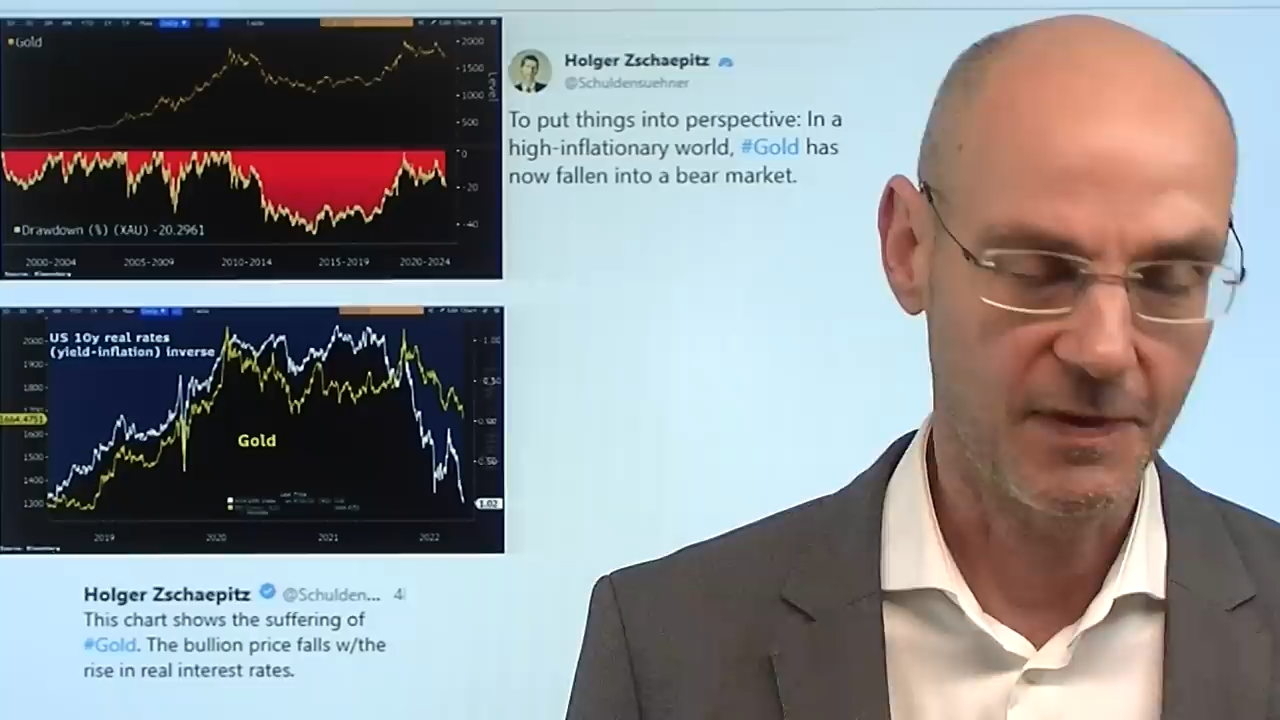 Gold
2000
1500
1000
500
Level
0
-20
-40
Drawdown (%) (XAU) -20.2961
2000-2004 2005-2009 2010-2014 2015-2019 2020-2024
Source: Bloomberg
Holger Zschaepitz
@Schuldensuehner
To put things into perspective: In a
high-inflationary world, #Gold has
now fallen into a bear market.
US 10y real rates
(yield-inflation) inverse
2000
1900
1800
1700
1664.4751
1600
1500
1400
1300
Gold
1.02
2019 2020 2021 2022
Source: Bloomberg
Holger Zschaepitz @Schulden...
This chart shows the suffering of
#Gold. The bullion price falls w/the
rise in real interest rates.